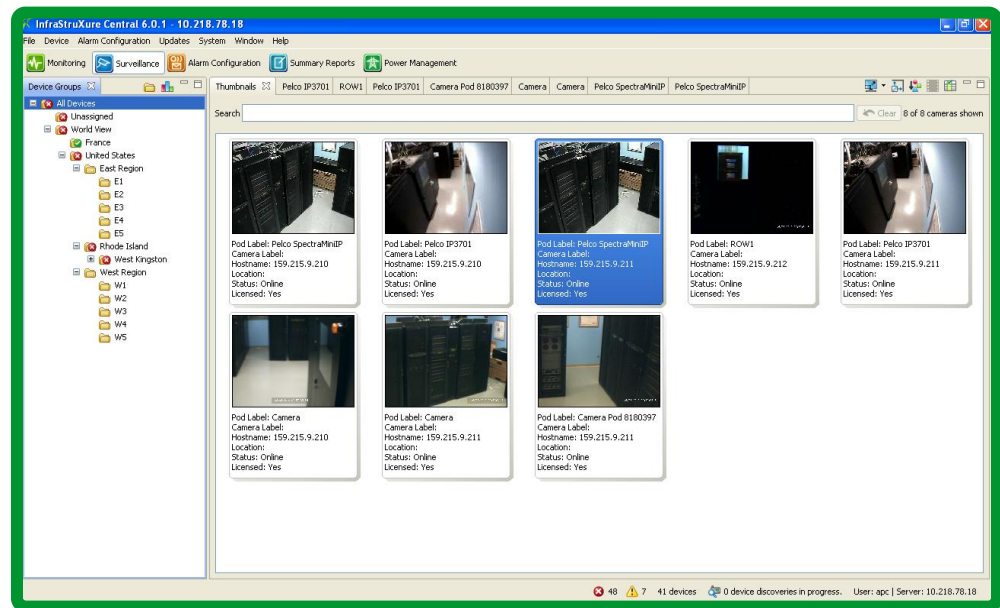 InfraStruXure Central 6.0.1 - 10.218.78.18
File Device Alarm Configuration Updates System Window Help
Monitoring Surveillance Alarm Configuration Summary Reports Power Management
Device Groups
Thumbnails Pelco IP3701 ROW1 Pelco IP3701 Camera Pod 8180397 Camera Camera Pelco SpectraMiniIP Pelco SpectraMiniIP
All Devices
Unassigned
World View
France
United States
East Region
E1
E2
E3
E4
E5
Rhode Island
West Kingston
West Region
W1
W2
W3
W4
W5
Search Clear 8 of 8 cameras shown
Pod Label: Pelco SpectraMiniIP
Camera Label:
Hostname: 159.215.9.210
Location:
Status: Online
Licensed: Yes
Pod Label: Pelco IP3701
Camera Label:
Hostname: 159.215.9.210
Location:
Status: Online
Licensed: Yes
Pod Label: Pelco SpectraMiniIP
Camera Label:
Hostname: 159.215.9.211
Location:
Status: Online
Licensed: Yes
Pod Label: ROW1
Camera Label:
Hostname: 159.215.9.212
Location:
Status: Online
Licensed: Yes
Pod Label: Pelco IP3701
Camera Label:
Hostname: 159.215.9.211
Location:
Status: Online
Licensed: Yes
Pod Label: Camera
Camera Label:
Hostname: 159.215.9.210
Location:
Status: Online
Licensed: Yes
Pod Label: Camera
Camera Label:
Hostname: 159.215.9.211
Location:
Status: Online
Licensed: Yes
Pod Label: Camera Pod 8180397
Camera Label:
Hostname: 159.215.9.211
Location:
Status: Online
Licensed: Yes
48 7 41 devices 0 device discoveries in progress. User: apc | Server: 10.218.78.18